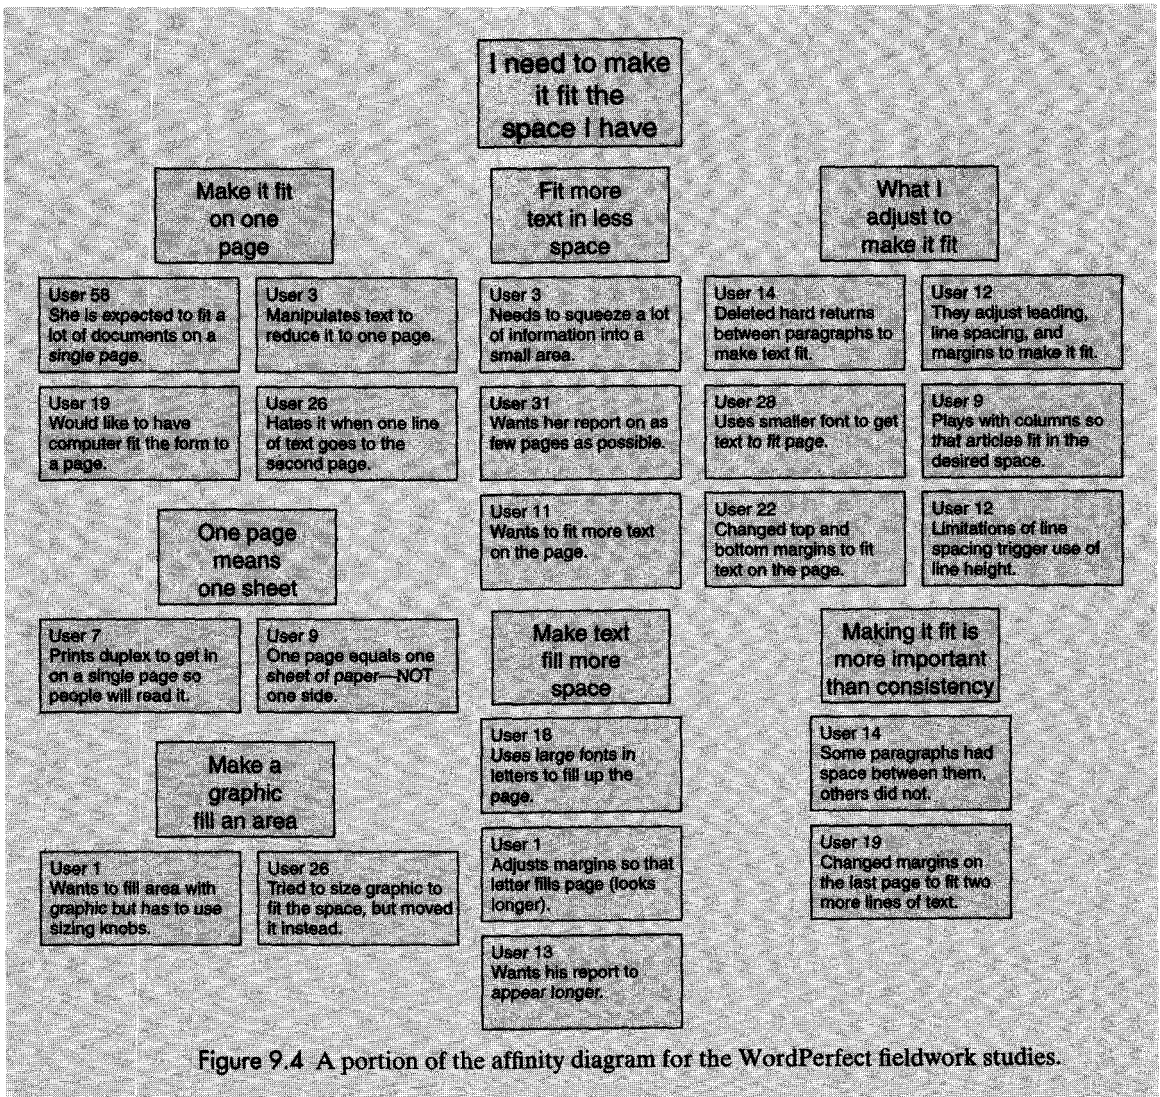 I need to make
it fit the
space I have
Make it fit
on one
page
User 58
She is expected to fit a
lot of documents on a
single page.
User 3
Manipulates text to
reduce it to one page.
User 19
Would like to have
computer fit the form to
a page.
User 26
Hates it when one line
of text goes to the
second page.
One page
means
one sheet
User 7
Prints duplex to get in
on a single page so
people will read it.
User 9
One page equals one
sheet of paper—NOT
one side.
Make a
graphic
fill an area
User 1
Wants to fill area with
graphic but has to use
sizing knobs.
User 26
Tried to size graphic to
fit the space, but moved
it instead.
Fit more
text in less
space
User 3
Needs to squeeze a lot
of information into a
small area.
User 31
Wants her report on as
few pages as possible.
User 11
Wants to fit more text
on the page.
Make text
fill more
space
User 18
Uses large fonts in
letters to fill up the
page.
User 1
Adjusts margins so that
letter fills page (looks
longer).
User 13
Wants his report to
appear longer.
What I
adjust to
make it fit
User 14
Deleted hard returns
between paragraphs to
make text fit.
User 12
They adjust leading,
line spacing, and
margins to make it fit.
User 28
Uses smaller font to get
text to fit page.
User 9
Plays with columns so
that articles fit in the
desired space.
User 22
Changed top and
bottom margins to fit
text on the page.
User 12
Limitations of line
spacing trigger use of
line height.
Making it fit is
more important
than consistency
User 14
Some paragraphs had
space between them,
others did not.
User 19
Changed margins on
the last page to fit two
more lines of text.
Figure 9.4 A portion of the affinity diagram for the WordPerfect fieldwork studies.